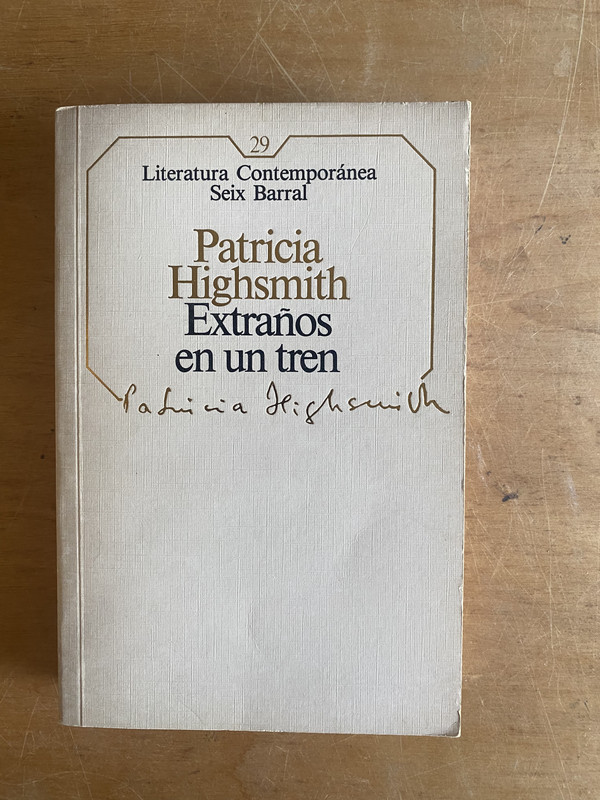 29
Literatura Contemporánea
Seix Barral
Patricia
Highsmith
Extraños
en un tren
Patricia Highsmith